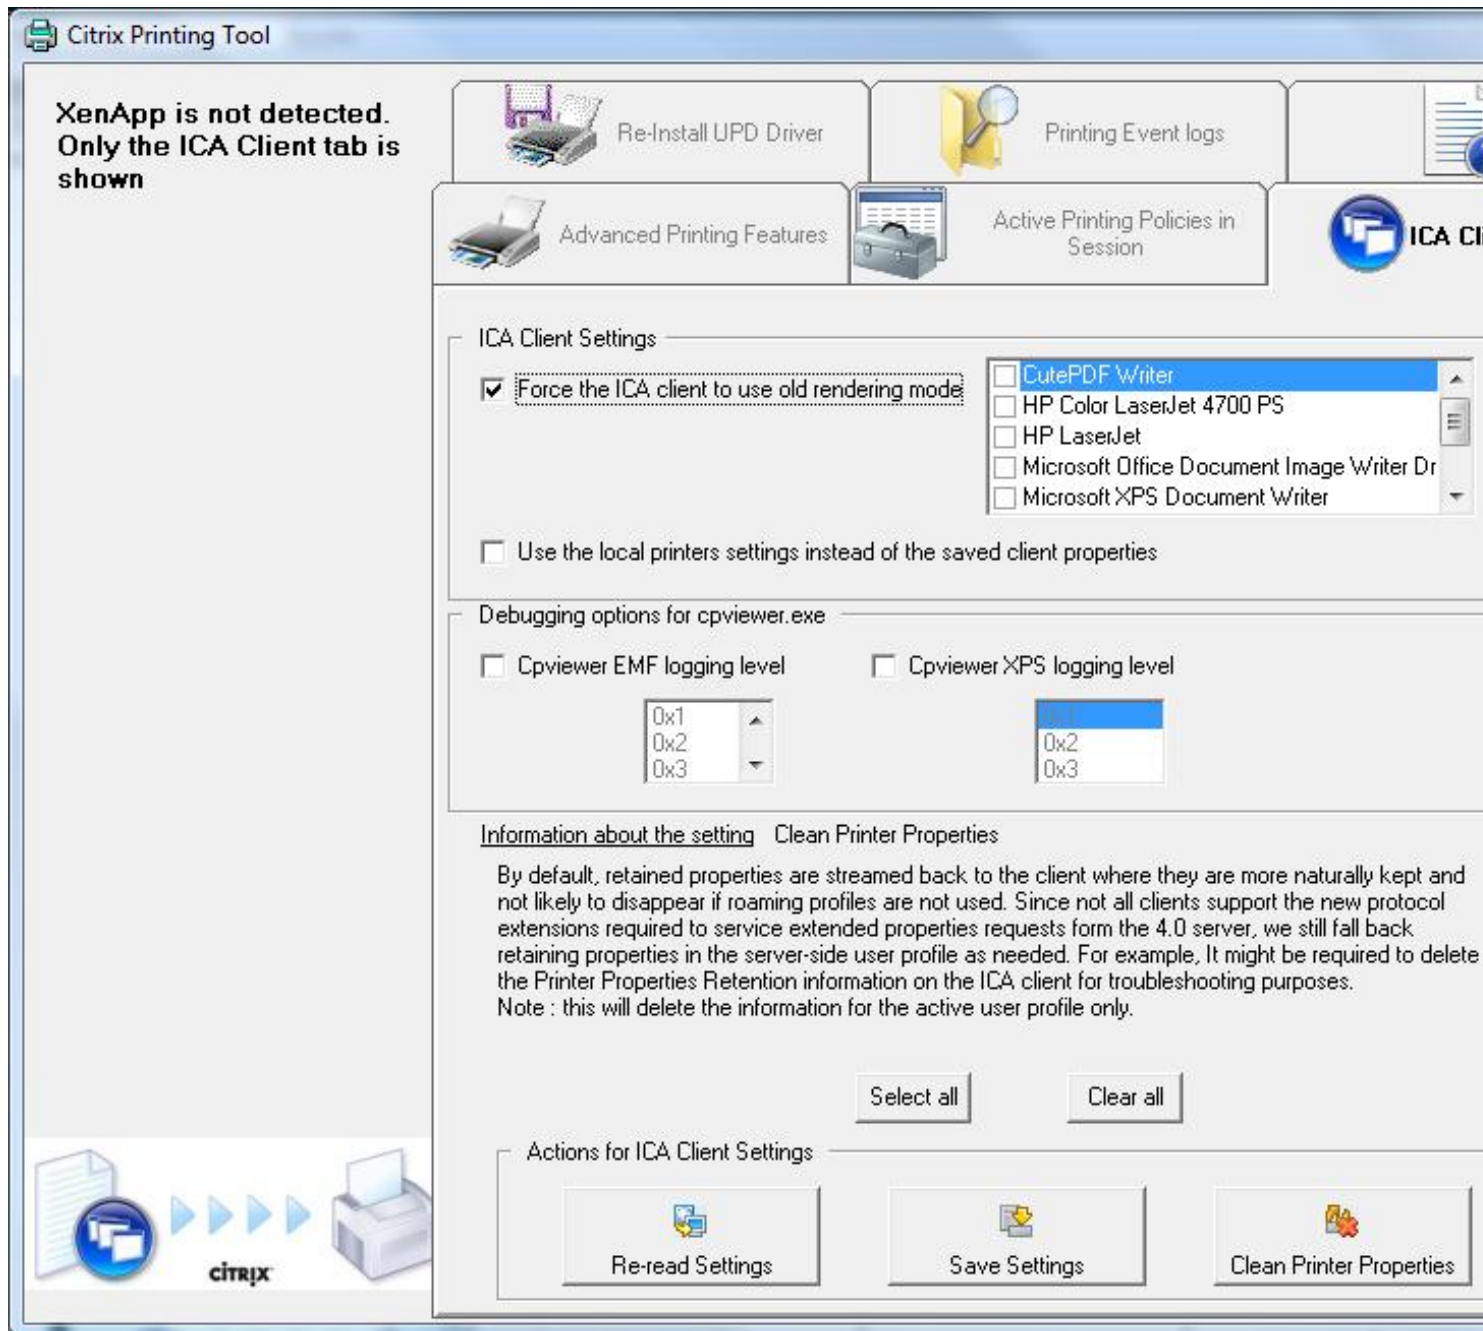 Citrix Printing Tool
XenApp is not detected.
Only the ICA Client tab is
shown
Re-Install UPD Driver
Printing Event logs
Advanced Printing Features
Active Printing Policies in
Session
ICA Cli
ICA Client Settings
Force the ICA client to use old rendering mode
CutePDF Writer
HP Color LaserJet 4700 PS
HP LaserJet
Microsoft Office Document Image Writer Dr
Microsoft XPS Document Writer
Use the local printers settings instead of the saved client properties
Debugging options for cpviewer.exe
Cpviewer EMF logging level
Cpviewer XPS logging level
0x1
0x2
0x3
0x2
0x3
Information about the setting Clean Printer Properties
By default, retained properties are streamed back to the client where they are more naturally kept and
not likely to disappear if roaming profiles are not used. Since not all clients support the new protocol
extensions required to service extended properties requests form the 4.0 server, we still fall back
retaining properties in the server-side user profile as needed. For example, It might be required to delete
the Printer Properties Retention information on the ICA client for troubleshooting purposes.
Note : this will delete the information for the active user profile only.
Select all
Clear all
Actions for ICA Client Settings
Re-read Settings
Save Settings
Clean Printer Properties
CITRIX